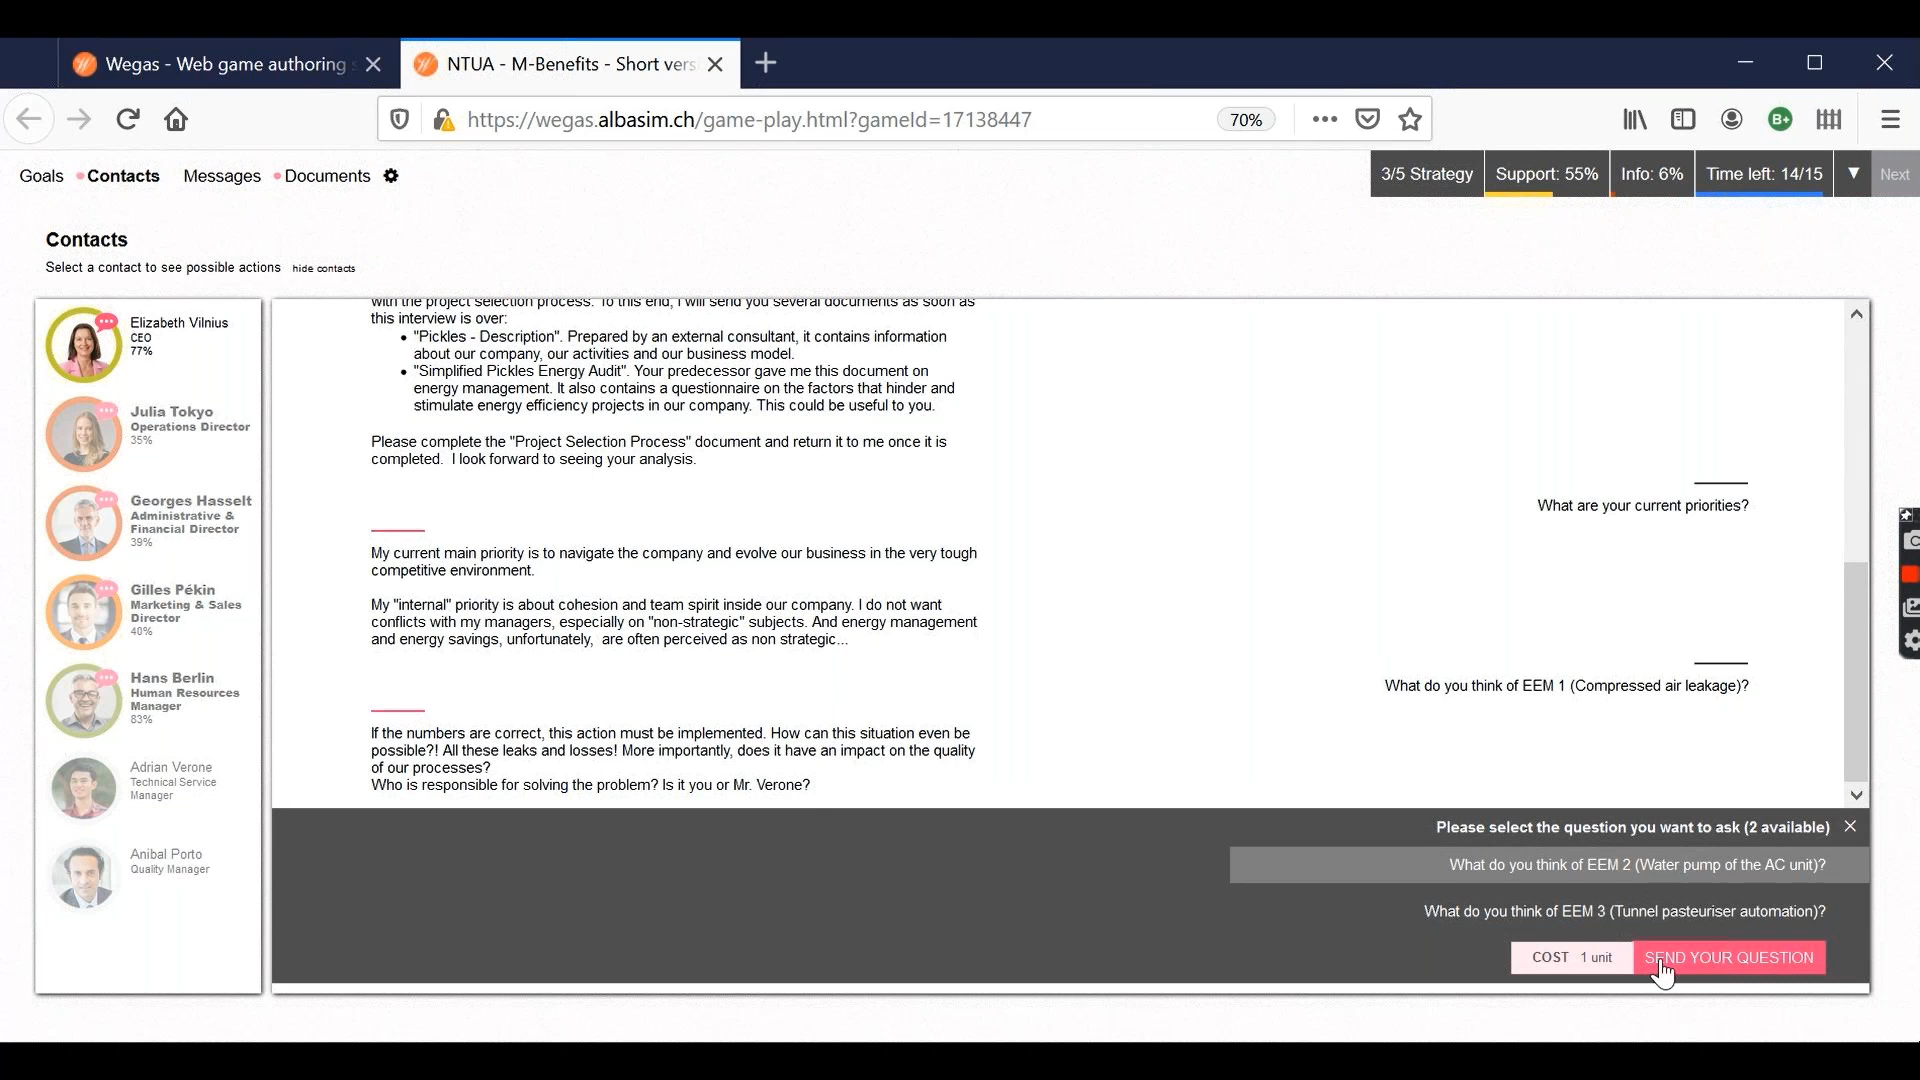 Wegas - Web game authoring s
NTUA - M-Benefits - Short vers
https://wegas.albasim.ch/game-play.html?gameId=17138447
70%
B+
Goals
Contacts
Messages
Documents
3/5 Strategy
Support: 55%
Info: 6%
Time left: 14/15
Next
Contacts
Select a contact to see possible actions hide contacts
Elizabeth Vilnius
CEO
77%
Julia Tokyo
Operations Director
35%
Georges Hasselt
Administrative &
Financial Director
39%
Gilles Pékin
Marketing & Sales
Director
40%
Hans Berlin
Human Resources
Manager
83%
Adrian Verone
Technical Service
Manager
Anibal Porto
Quality Manager
with the project selection process. To this end, I will send you several documents as soon as
this interview is over:
"Pickles - Description". Prepared by an external consultant, it contains information
about our company, our activities and our business model.
"Simplified Pickles Energy Audit". Your predecessor gave me this document on
energy management. It also contains a questionnaire on the factors that hinder and
stimulate energy efficiency projects in our company. This could be useful to you.
Please complete the "Project Selection Process" document and return it to me once it is
completed. I look forward to seeing your analysis.
What are your current priorities?
My current main priority is to navigate the company and evolve our business in the very tough
competitive environment.
My "internal" priority is about cohesion and team spirit inside our company. I do not want
conflicts with my managers, especially on "non-strategic" subjects. And energy management
and energy savings, unfortunately, are often perceived as non strategic...
What do you think of EEM 1 (Compressed air leakage)?
If the numbers are correct, this action must be implemented. How can this situation even be
possible?! All these leaks and losses! More importantly, does it have an impact on the quality
of our processes?
Who is responsible for solving the problem? Is it you or Mr. Verone?
Please select the question you want to ask (2 available)
What do you think of EEM 2 (Water pump of the AC unit)?
What do you think of EEM 3 (Tunnel pasteuriser automation)?
COST 1 unit
SEND YOUR QUESTION